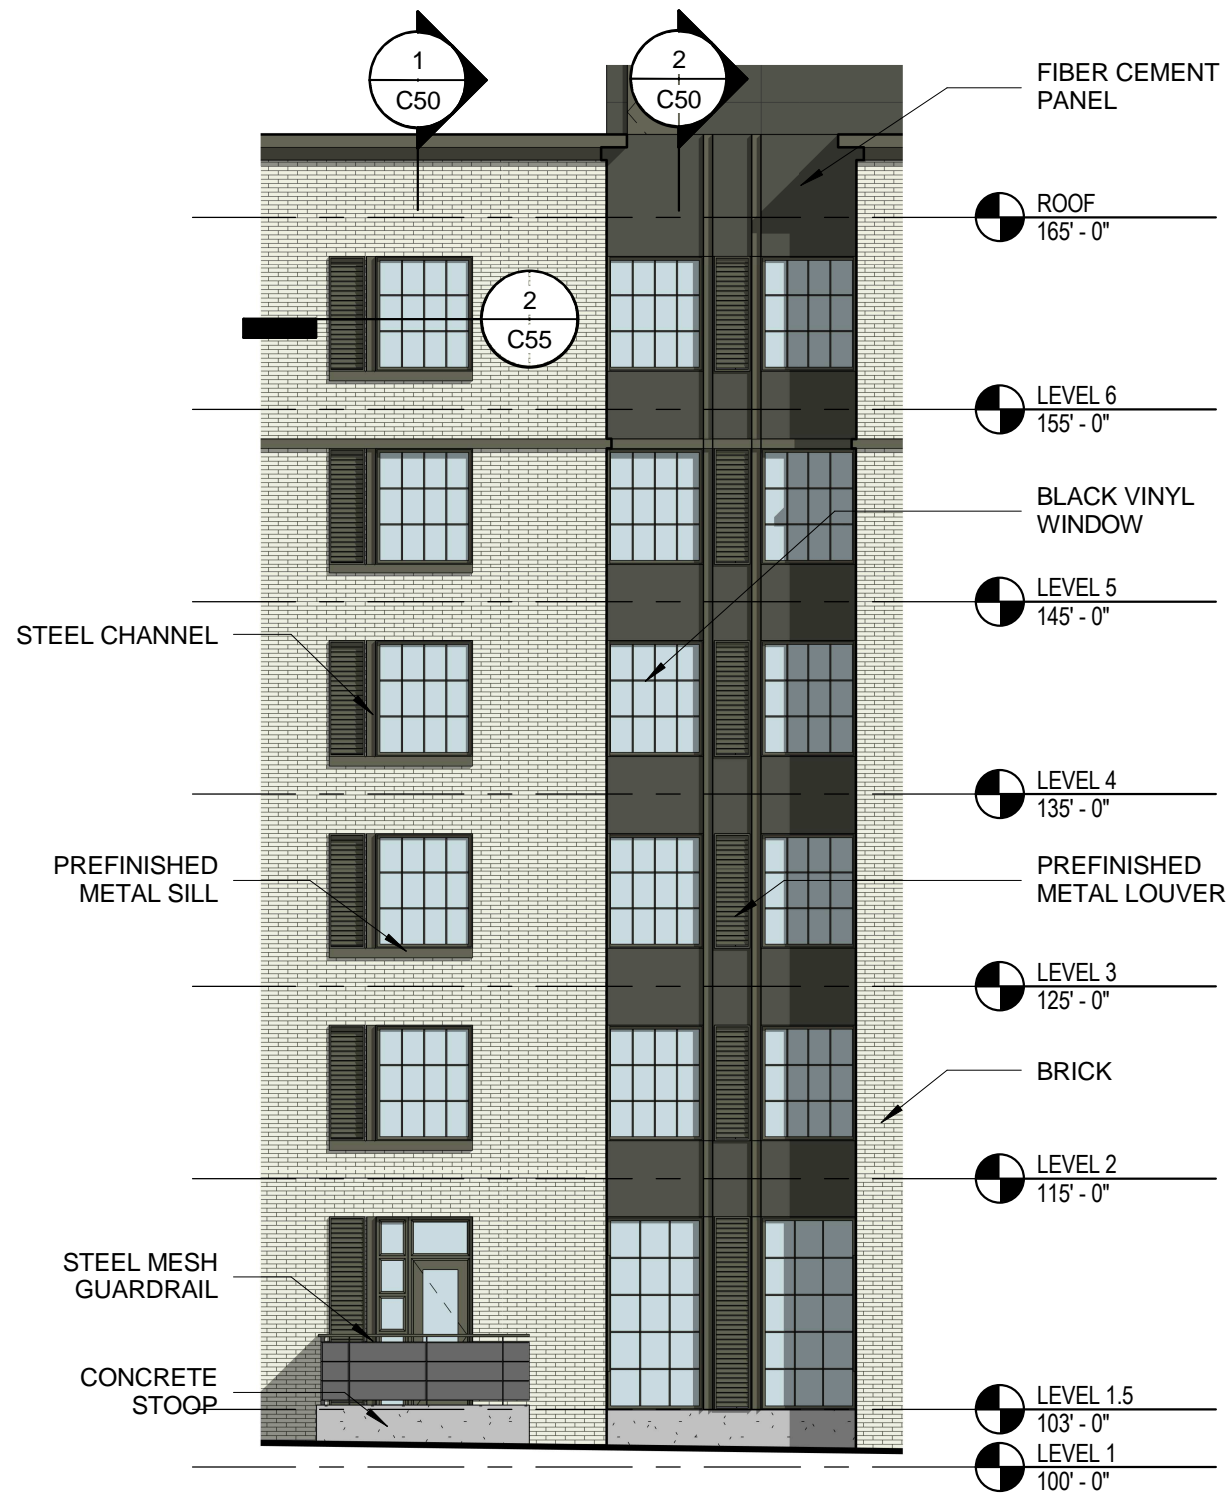 1
C50
2
C50
FIBER CEMENT
PANEL
ROOF
165' - 0"
2
C55
LEVEL 6
155' - 0"
BLACK VINYL
WINDOW
LEVEL 5
145' - 0"
STEEL CHANNEL
LEVEL 4
135' - 0"
PREFINISHED
METAL SILL
PREFINISHED
METAL LOUVER
LEVEL 3
125' - 0"
BRICK
LEVEL 2
115' - 0"
STEEL MESH
GUARDRAIL
CONCRETE
STOOP
LEVEL 1.5
103' - 0"
LEVEL 1
100' - 0"